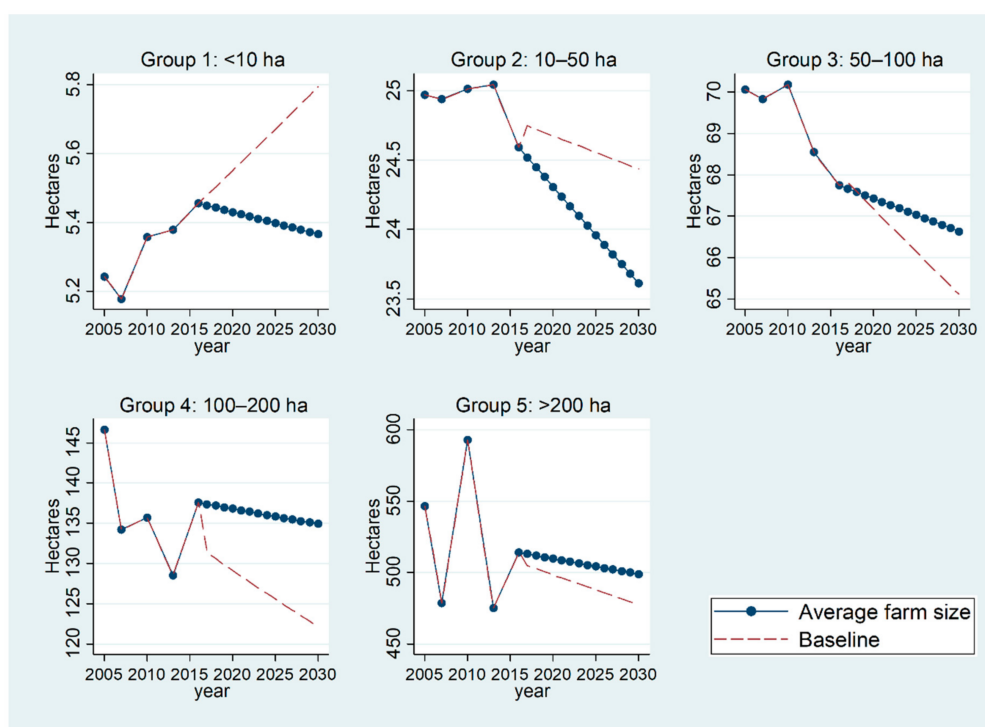 Group 1: <10 ha
Hectares
5.8
5.6
5.4
5.2
2005 2010 2015 2020 2025 2030
year
Group 2: 10–50 ha
Hectares
25
24.5
24
23.5
2005 2010 2015 2020 2025 2030
year
Group 3: 50–100 ha
Hectares
70
69
68
67
66
65
2005 2010 2015 2020 2025 2030
year
Group 4: 100–200 ha
Hectares
145
140
135
130
125
120
2005 2010 2015 2020 2025 2030
year
Group 5: >200 ha
Hectares
600
550
500
450
2005 2010 2015 2020 2025 2030
year
Average farm size
Baseline